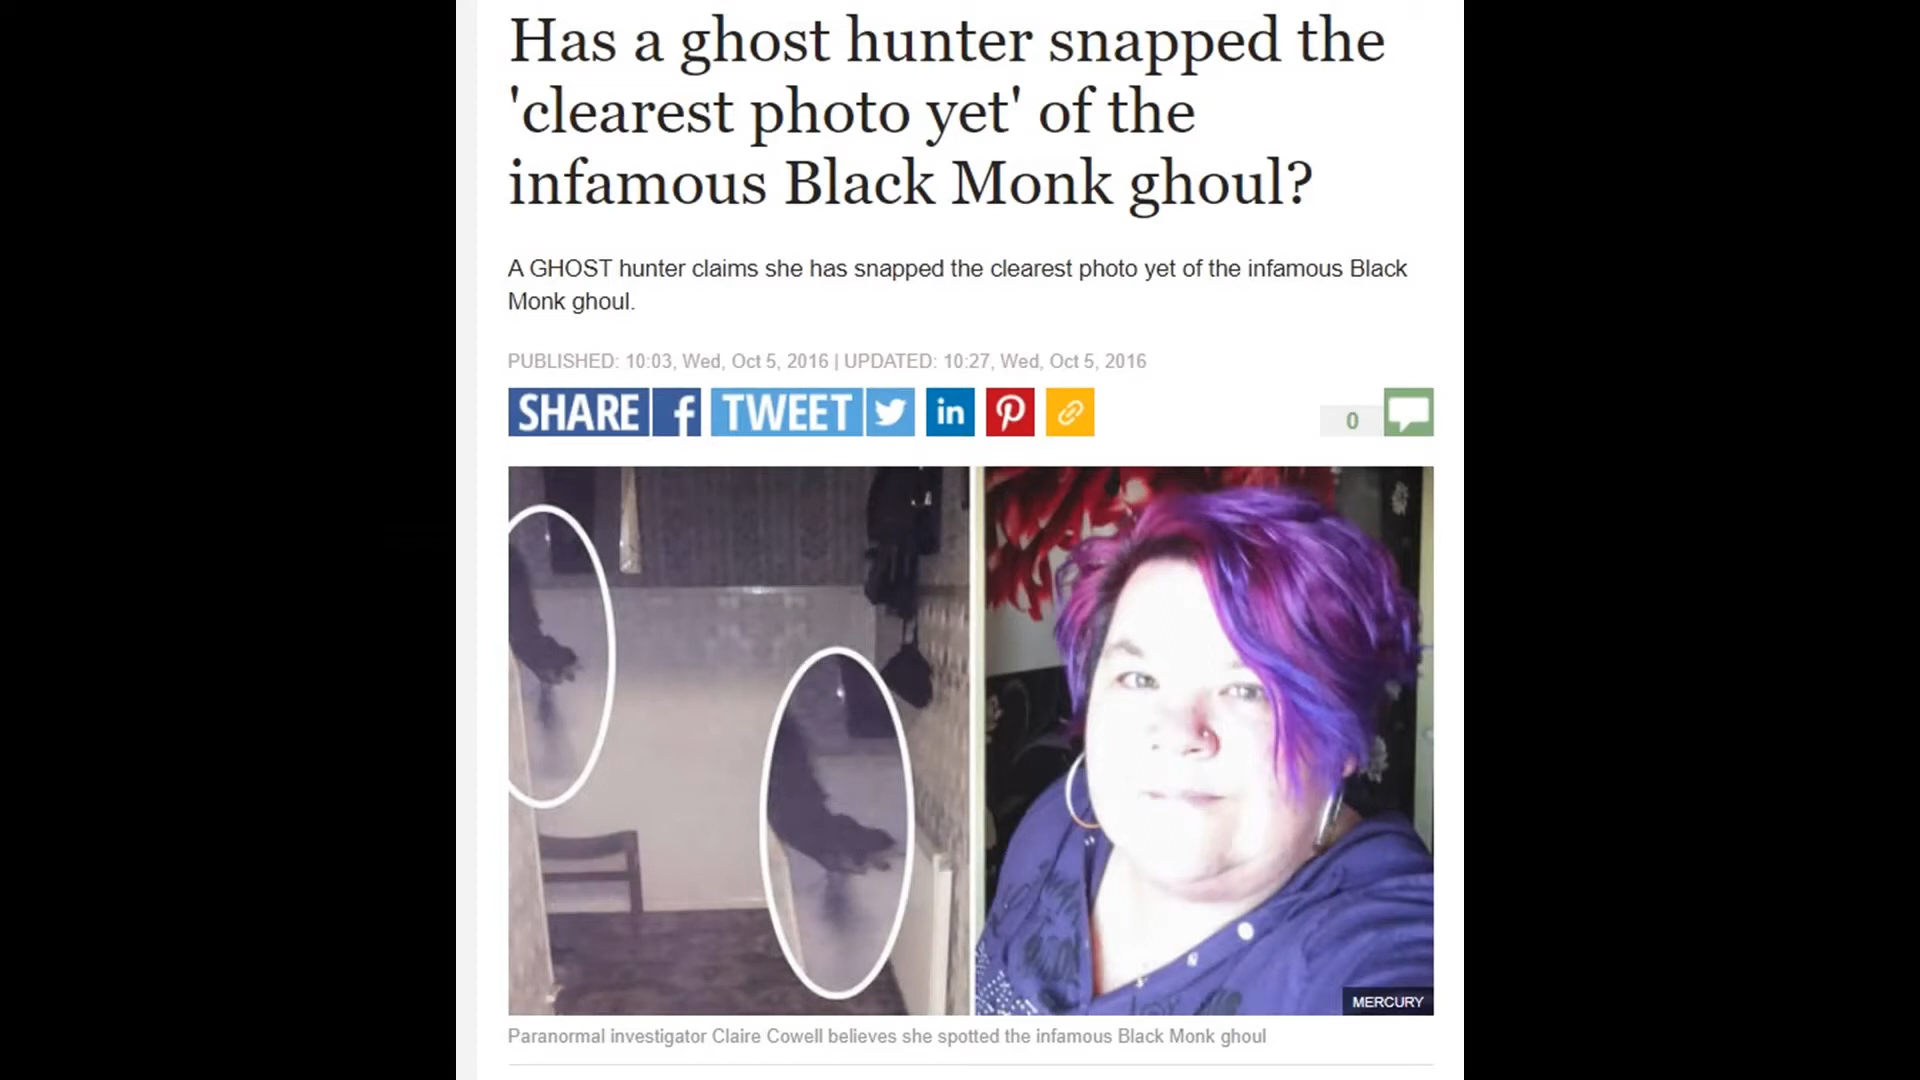 Has a ghost hunter snapped the
'clearest photo yet' of the
infamous Black Monk ghoul?
A GHOST hunter claims she has snapped the clearest photo yet of the infamous Black
Monk ghoul.
PUBLISHED: 10:03, Wed, Oct 5, 2016 | UPDATED: 10:27, Wed, Oct 5, 2016
SHARE f TWEET in 0
MERCURY
Paranormal investigator Claire Cowell believes she spotted the infamous Black Monk ghoul